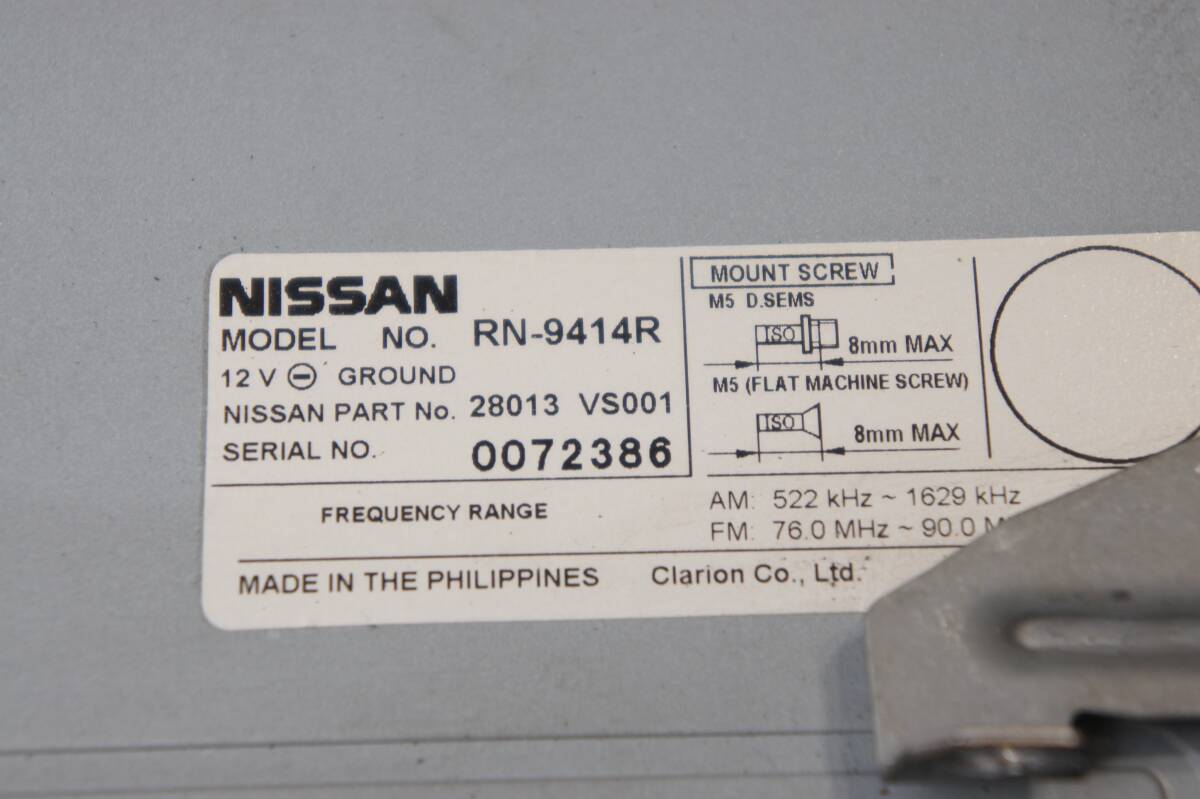 NISSAN
MODEL NO. RN-9414R
12 V ⊖ GROUND
NISSAN PART No. 28013 VS001
SERIAL NO. 0072386
MOUNT SCREW
M5 D.SEMS
ISO
8mm MAX
M5 (FLAT MACHINE SCREW)
ISO
8mm MAX
FREQUENCY RANGE
AM: 522 kHz ~ 1629 kHz
FM: 76.0 MHz ~ 90.0
MADE IN THE PHILIPPINES Clarion Co., Ltd.